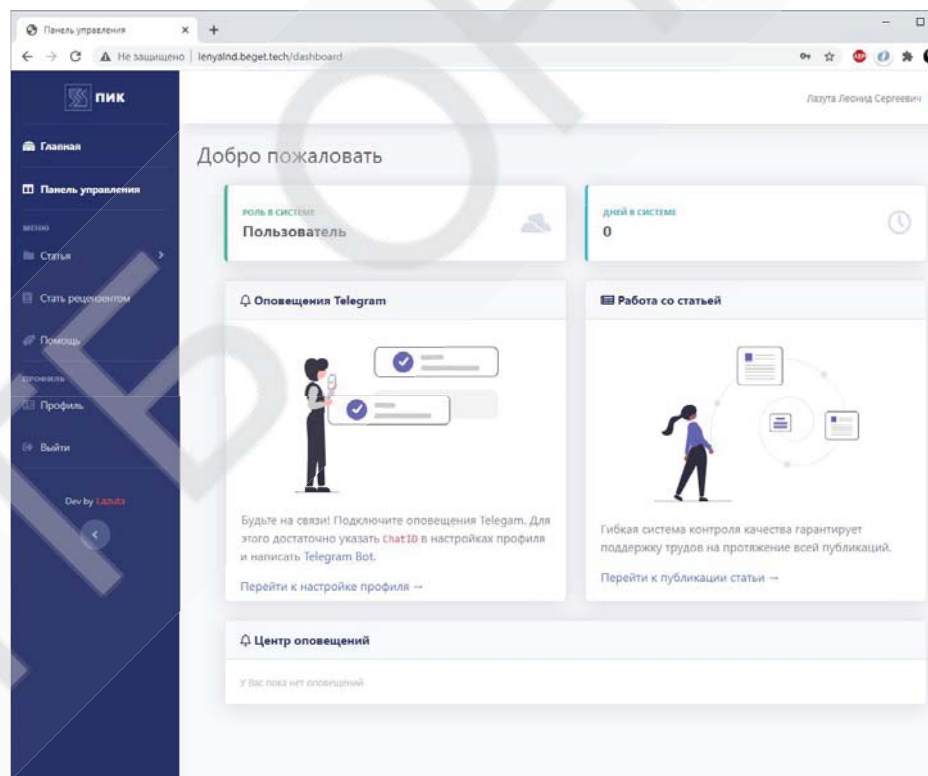 Панель управления
Не защищено | lenyalnd.beget.tech/dashboard
ПИК
Лазута Леонид Сергеевич
Главная
Панель управления
МЕНЮ
Статья
Стать рецензентом
Помощь
ПРОФИЛЬ
Профиль
Выйти
Dev by Lazuta
Добро пожаловать
РОЛЬ В СИСТЕМЕ
Пользователь
ДНЕЙ В СИСТЕМЕ
0
Оповещения Telegram
Будьте на связи! Подключите оповещения Telegam. Для
этого достаточно указать ChatID в настройках профиля
и написать Telegram Bot.
Перейти к настройке профиля →
Работа со статьей
Гибкая система контроля качества гарантирует
поддержку трудов на протяжение всей публикаций.
Перейти к публикации статьи →
Центр оповещений
У Вас пока нет оповещений